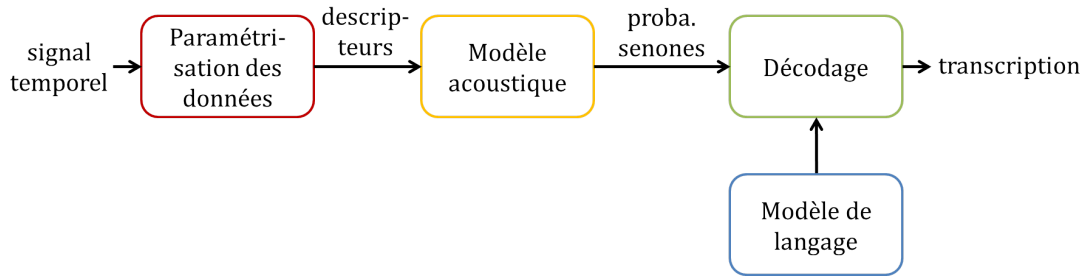 signal
temporel
Paramétri-
sation des
données
descrip-
teurs
Modèle
acoustique
proba.
senones
Décodage
transcription
Modèle de
langage